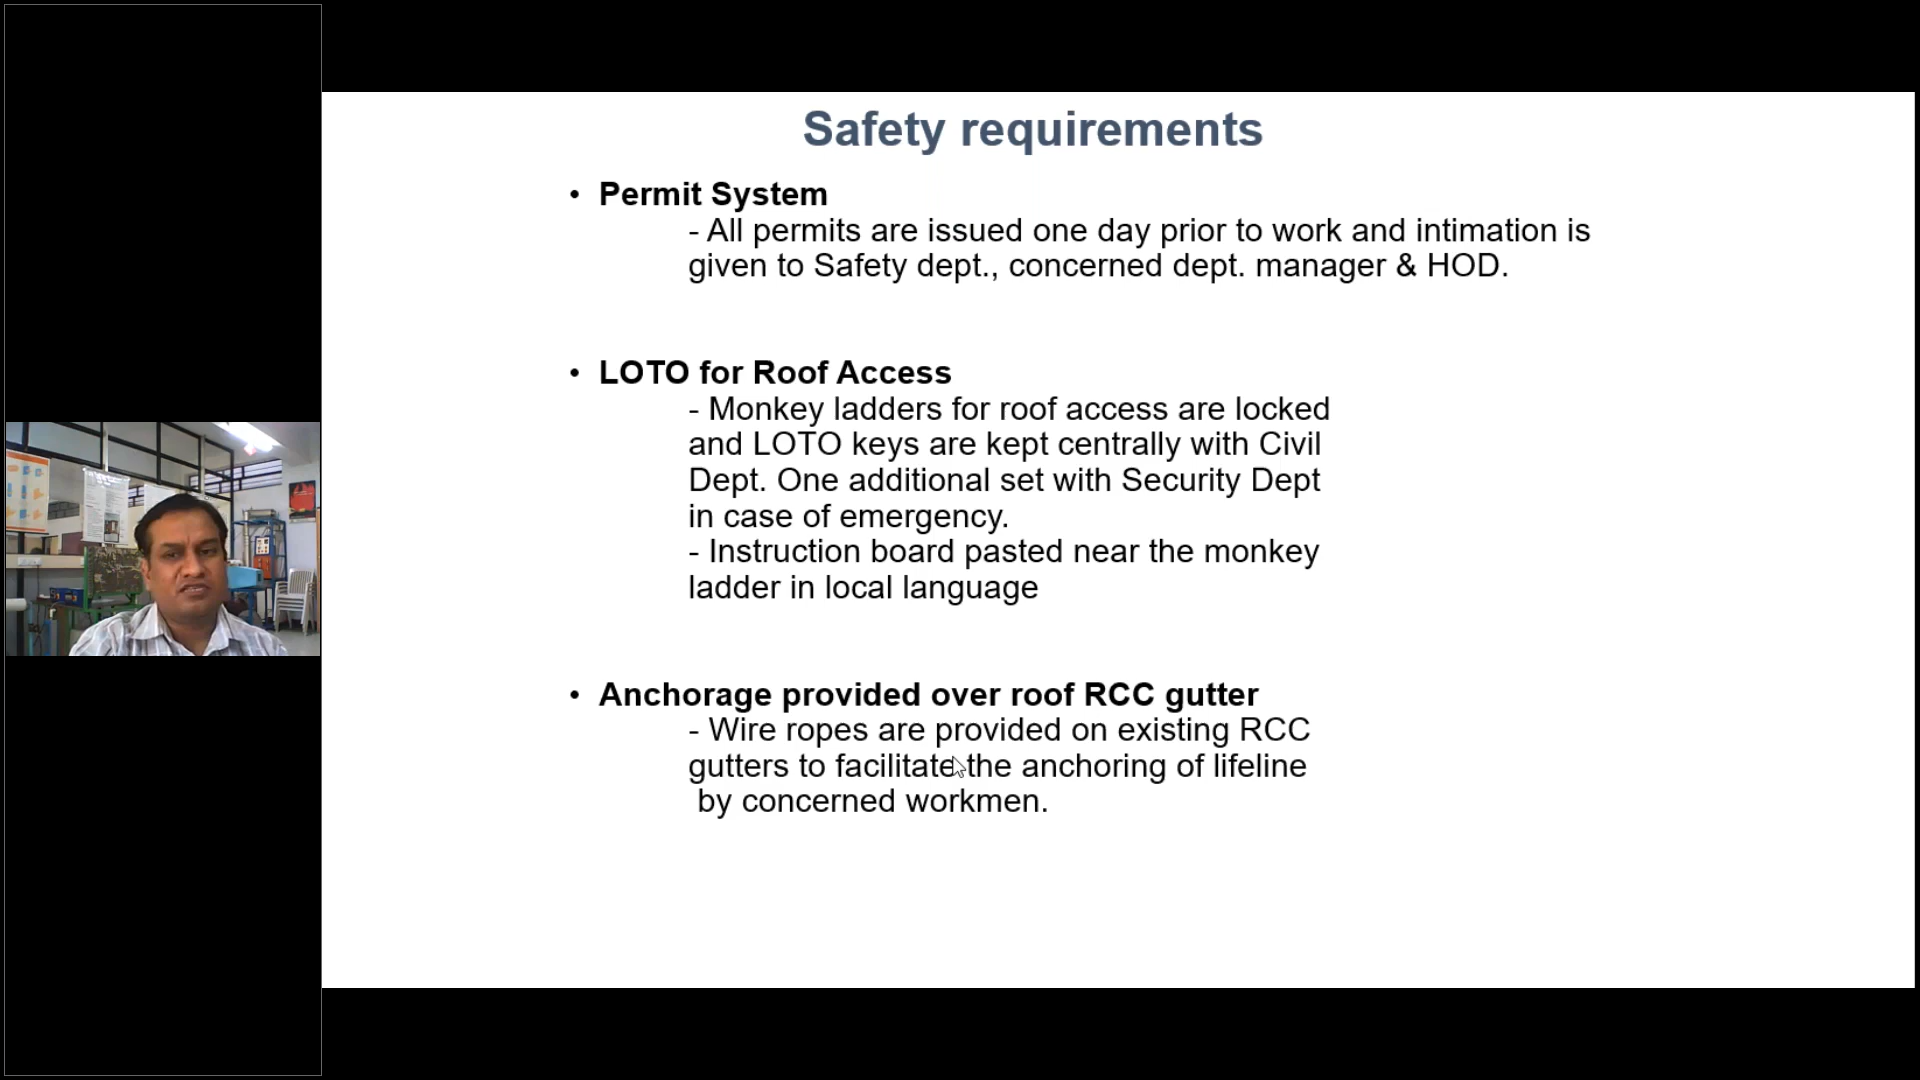 Safety requirements
• Permit System
- All permits are issued one day prior to work and intimation is
given to Safety dept., concerned dept. manager & HOD.
• LOTO for Roof Access
- Monkey ladders for roof access are locked
and LOTO keys are kept centrally with Civil
Dept. One additional set with Security Dept
in case of emergency.
- Instruction board pasted near the monkey
ladder in local language
• Anchorage provided over roof RCC gutter
- Wire ropes are provided on existing RCC
gutters to facilitate the anchoring of lifeline
by concerned workmen.